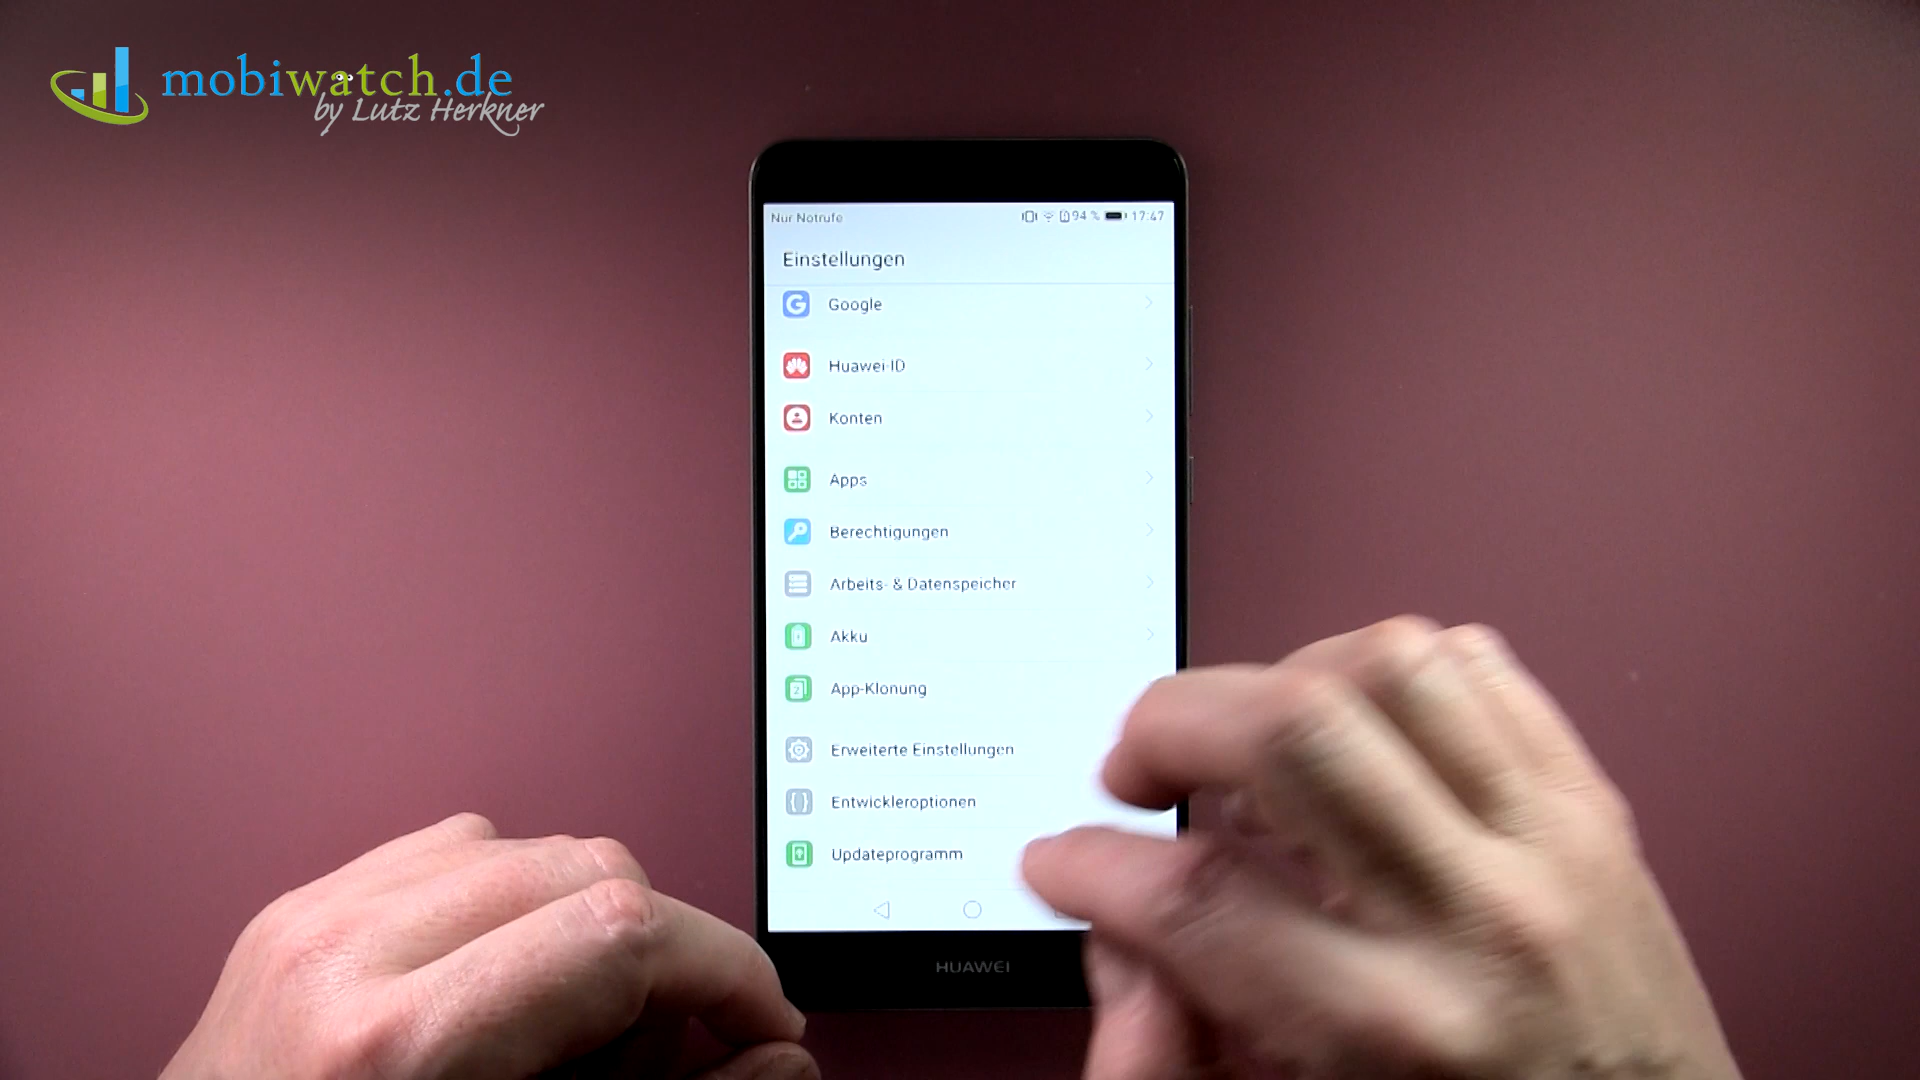 mobiwatch.de
by Lutz Herkner
Nur Notrufe
94 % 17:47
Einstellungen
Google
Huawei-ID
Konten
Apps
Berechtigungen
Arbeits- & Datenspeicher
Akku
App-Klonung
Erweiterte Einstellungen
Entwickleroptionen
Updateprogramm
HUAWEI